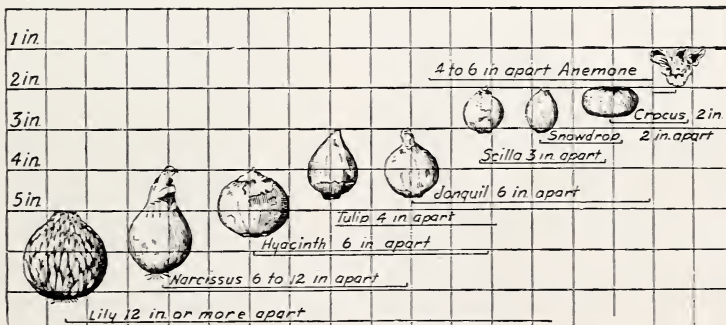 1 in.
2 in.
3 in.
4 in.
5 in.
4 to 6 in apart Anemone
Crocus, 2 in.
Snowdrop, 2 in. apart
Scilla 3 in apart
Jonquil 6 in apart
Tulip 4 in apart
Hyacinth 6 in apart
Narcissus 6 to 12 in apart
Lily 12 in or more apart